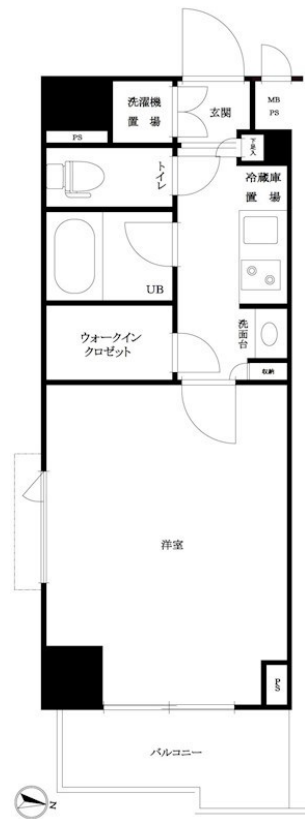 洗濯機
置 場
玄関
MB
PS
PS
下足入
トイレ
冷蔵庫
置 場
UB
洗面台
ウォークイン
クロゼット
収納
洋室
PS
バルコニー
N